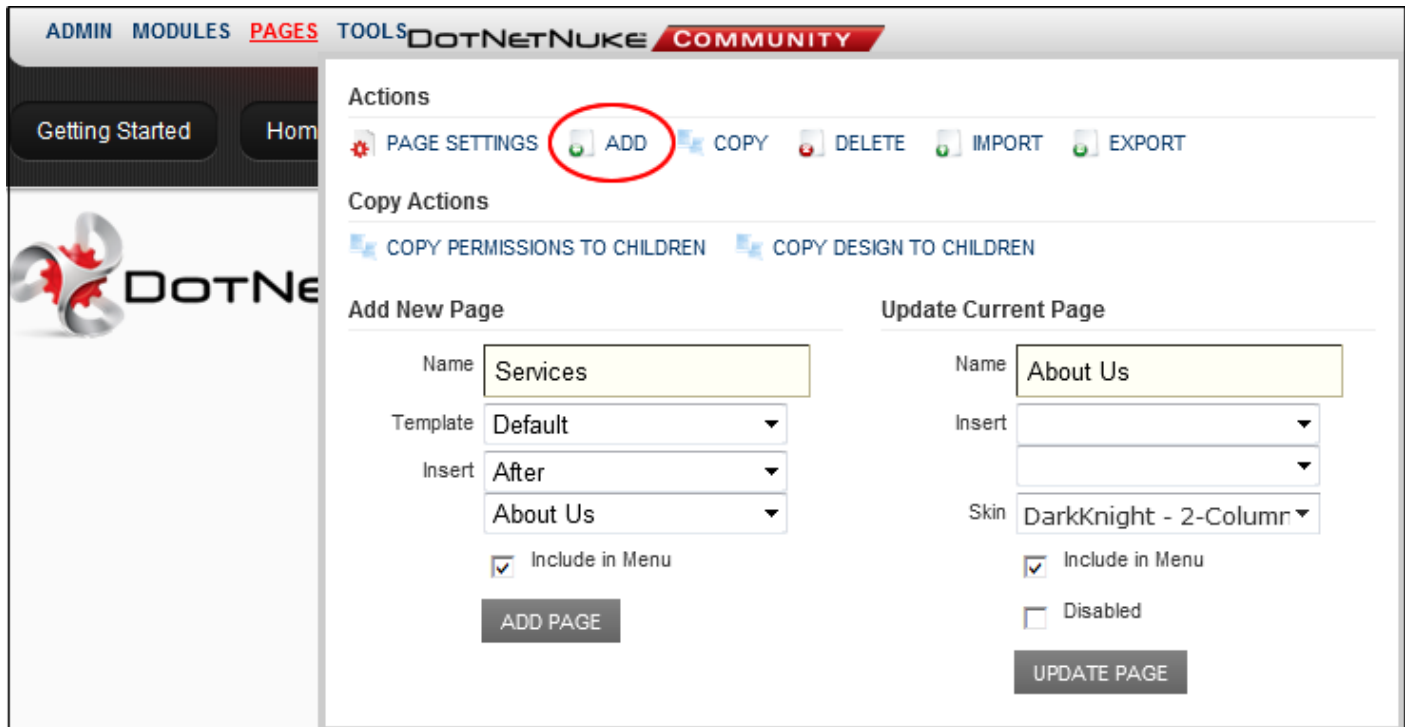 ADMIN MODULES PAGES TOOLS DOTNETNUKE COMMUNITY
Getting Started Hom
Actions
PAGE SETTINGS ADD COPY DELETE IMPORT EXPORT
Copy Actions
COPY PERMISSIONS TO CHILDREN COPY DESIGN TO CHILDREN
DOTNE
Add New Page
Name Services
Template Default
Insert After
About Us
Include in Menu
ADD PAGE
Update Current Page
Name About Us
Insert
Skin DarkKnight - 2-Column
Include in Menu
Disabled
UPDATE PAGE